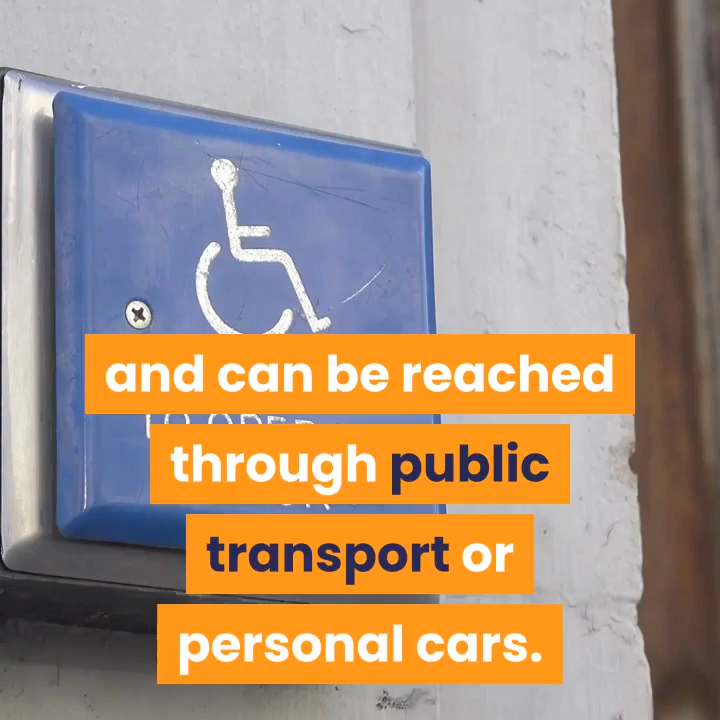 and can be reached
through public
transport or
personal cars.